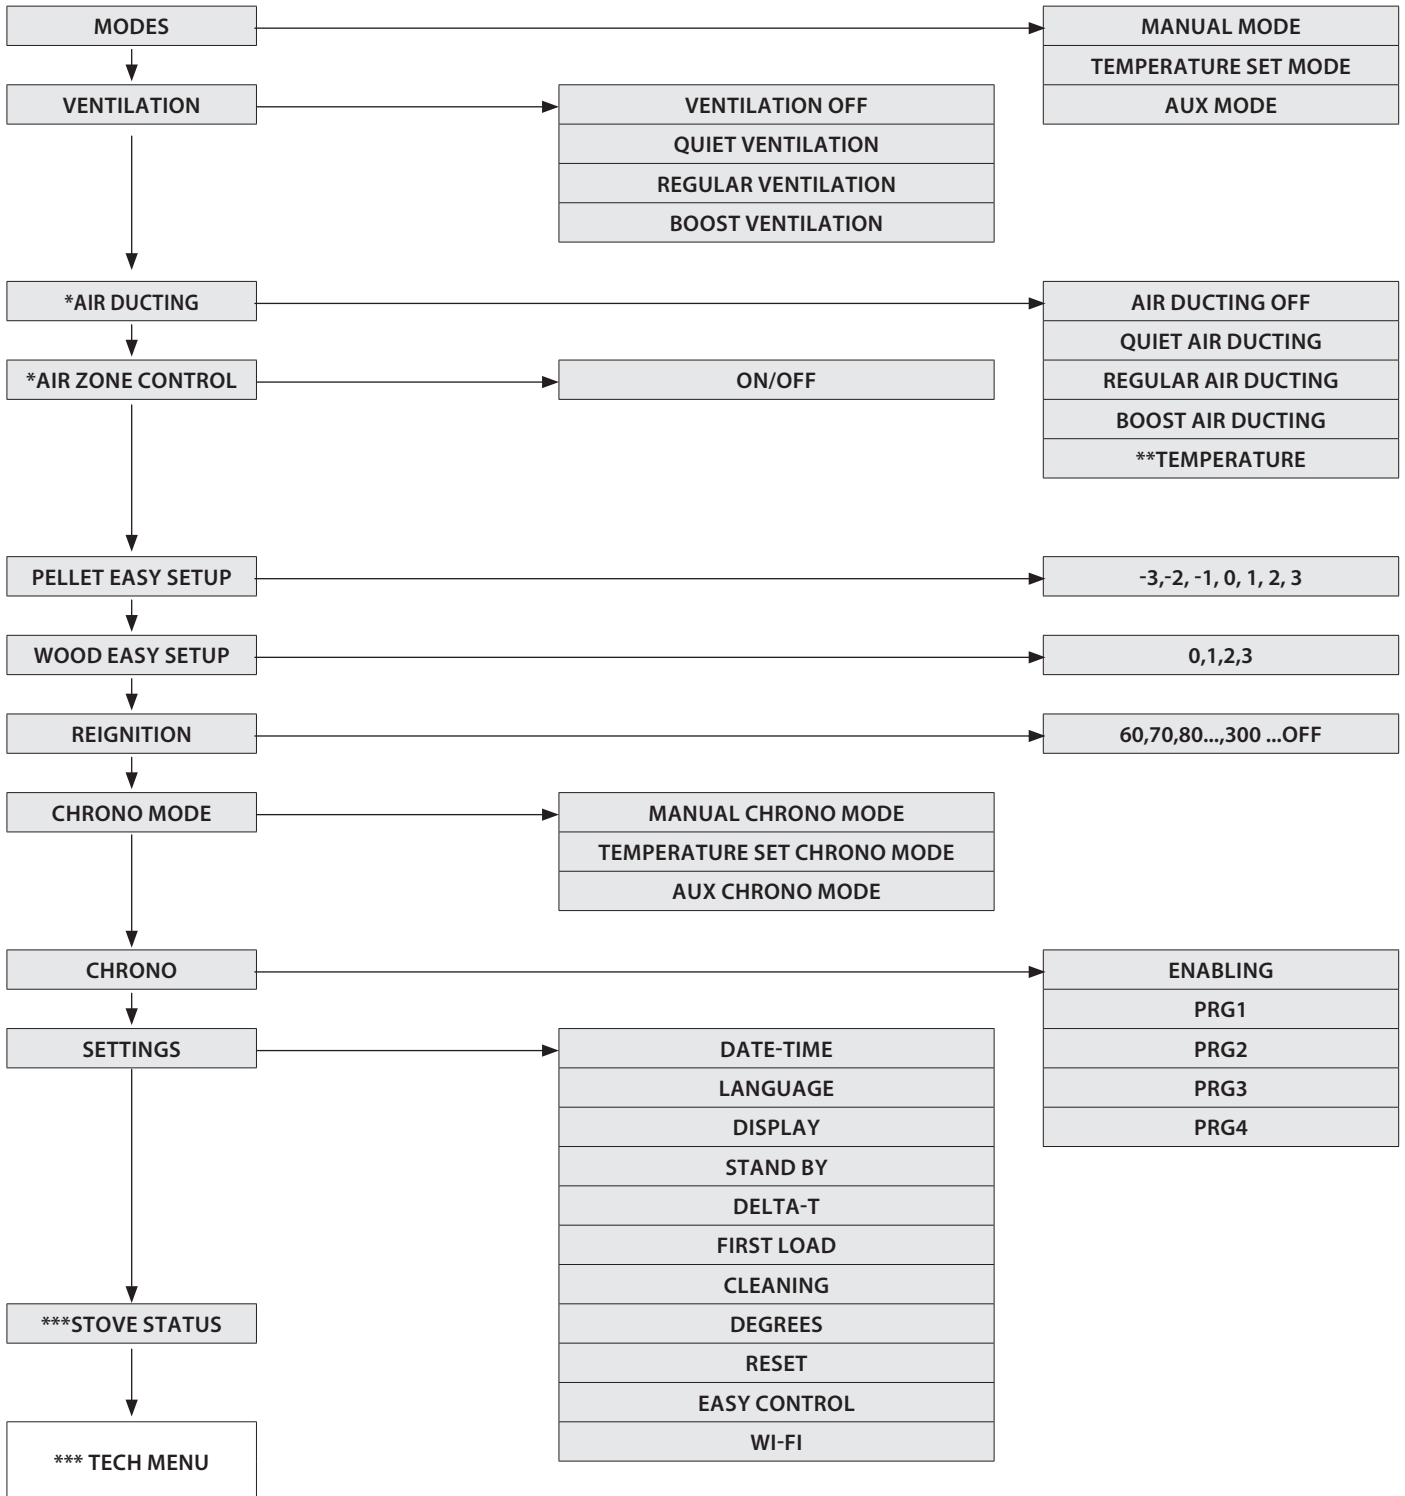 MODES
MANUAL MODE
TEMPERATURE SET MODE
AUX MODE
VENTILATION
VENTILATION OFF
QUIET VENTILATION
REGULAR VENTILATION
BOOST VENTILATION
*AIR DUCTING
AIR DUCTING OFF
QUIET AIR DUCTING
REGULAR AIR DUCTING
BOOST AIR DUCTING
**TEMPERATURE
*AIR ZONE CONTROL
ON/OFF
PELLET EASY SETUP
-3,-2, -1, 0, 1, 2, 3
WOOD EASY SETUP
0,1,2,3
REIGNITION
60,70,80...,300 ...OFF
CHRONO MODE
MANUAL CHRONO MODE
TEMPERATURE SET CHRONO MODE
AUX CHRONO MODE
CHRONO
ENABLING
PRG1
PRG2
PRG3
PRG4
SETTINGS
DATE-TIME
LANGUAGE
DISPLAY
STAND BY
DELTA-T
FIRST LOAD
CLEANING
DEGREES
RESET
EASY CONTROL
WI-FI
***STOVE STATUS
*** TECH MENU